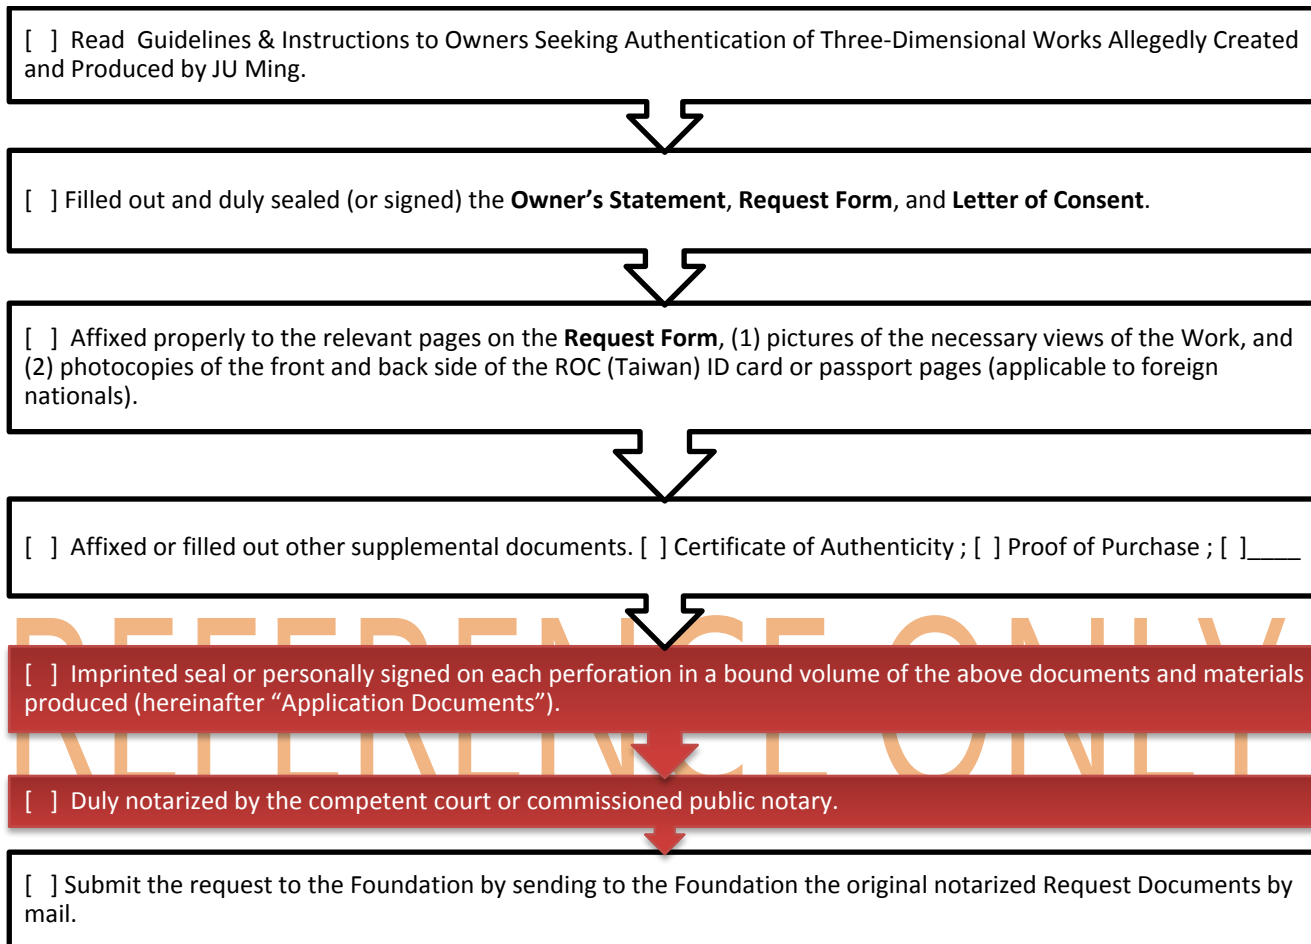 [ ] Read Guidelines & Instructions to Owners Seeking Authentication of Three-Dimensional Works Allegedly Created
and Produced by JU Ming.
[ ] Filled out and duly sealed (or signed) the Owner’s Statement, Request Form, and Letter of Consent.
[ ] Affixed properly to the relevant pages on the Request Form, (1) pictures of the necessary views of the Work, and
(2) photocopies of the front and back side of the ROC (Taiwan) ID card or passport pages (applicable to foreign
nationals).
[ ] Affixed or filled out other supplemental documents. [ ] Certificate of Authenticity ; [ ] Proof of Purchase ; [ ]____
REFERENCE ONLY
[ ] Imprinted seal or personally signed on each perforation in a bound volume of the above documents and materials
produced (hereinafter “Application Documents”).
REFERENCE ONLY
[ ] Duly notarized by the competent court or commissioned public notary.
[ ] Submit the request to the Foundation by sending to the Foundation the original notarized Request Documents by
mail.